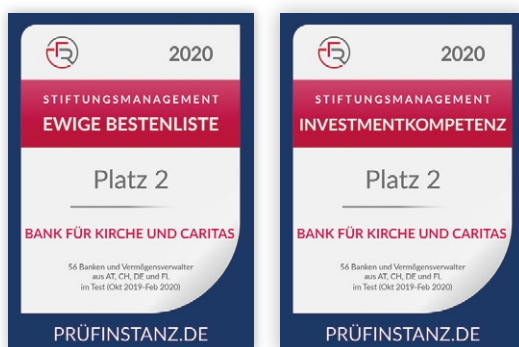 2020
STIFTUNGSMANAGEMENT
EWIGE BESTENLISTE
Platz 2
BANK FÜR KIRCHE UND CARITAS
56 Banken und Vermögensverwalter
aus AT, CH, DE und FL
im Test (Okt 2019-Feb 2020)
PRÜFINSTANZ.DE
2020
STIFTUNGSMANAGEMENT
INVESTMENTKOMPETENZ
Platz 2
BANK FÜR KIRCHE UND CARITAS
56 Banken und Vermögensverwalter
aus AT, CH, DE und FL
im Test (Okt 2019-Feb 2020)
PRÜFINSTANZ.DE